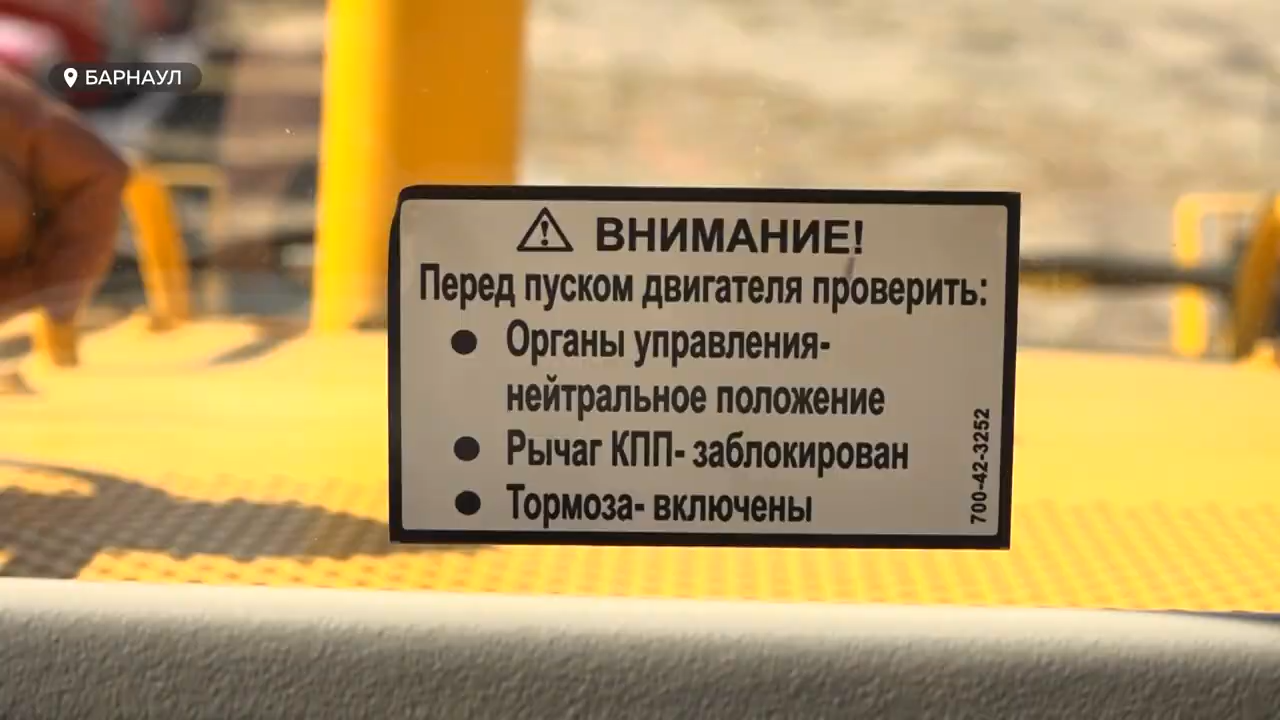 БАРНАУЛ
ВНИМАНИЕ!
Перед пуском двигателя проверить:
● Органы управления-
нейтральное положение
● Рычаг КПП- заблокирован
● Тормоза- включены
700-42-3252